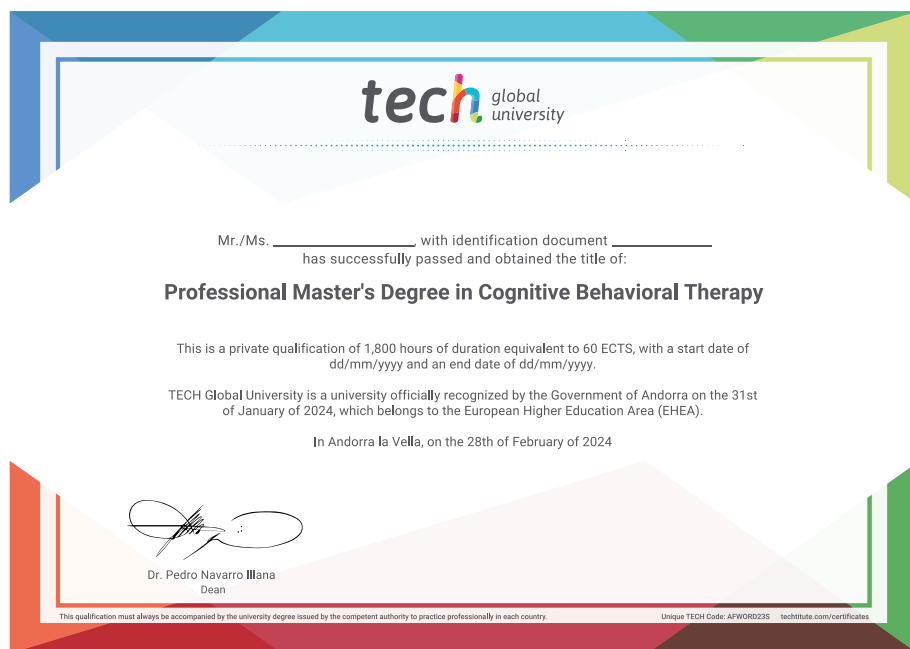 tech global
university
Mr./Ms. ____________________, with identification document ______________
has successfully passed and obtained the title of:
Professional Master's Degree in Cognitive Behavioral Therapy
This is a private qualification of 1,800 hours of duration equivalent to 60 ECTS, with a start date of
dd/mm/yyyy and an end date of dd/mm/yyyy.
TECH Global University is a university officially recognized by the Government of Andorra on the 31st
of January of 2024, which belongs to the European Higher Education Area (EHEA).
In Andorra la Vella, on the 28th of February of 2024
Dr. Pedro Navarro Illana
Dean
This qualification must always be accompanied by the university degree issued by the competent authority to practice professionally in each country.
Unique TECH Code: AFWORD23S techtitute.com/certificates